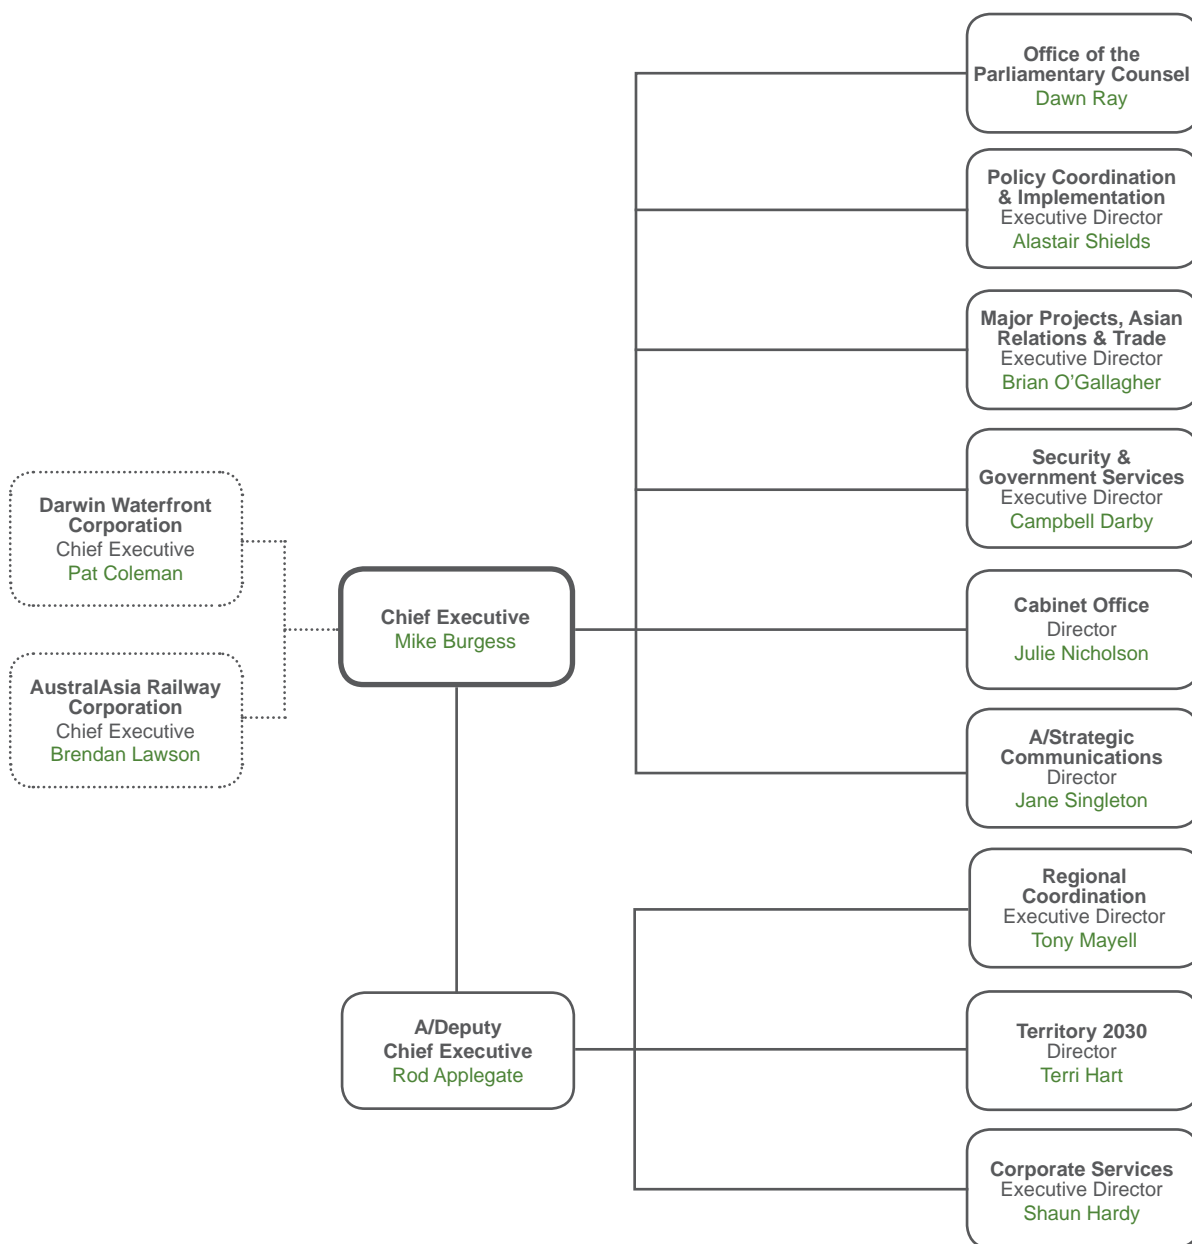 Office of the
Parliamentary Counsel
Dawn Ray
Policy Coordination
& Implementation
Executive Director
Alastair Shields
Major Projects, Asian
Relations & Trade
Executive Director
Brian O’Gallagher
Security &
Government Services
Executive Director
Campbell Darby
Darwin Waterfront
Corporation
Chief Executive
Pat Coleman
Chief Executive
Mike Burgess
Cabinet Office
Director
Julie Nicholson
AustralAsia Railway
Corporation
Chief Executive
Brendan Lawson
A/Strategic
Communications
Director
Jane Singleton
Regional
Coordination
Executive Director
Tony Mayell
A/Deputy
Chief Executive
Rod Applegate
Territory 2030
Director
Terri Hart
Corporate Services
Executive Director
Shaun Hardy